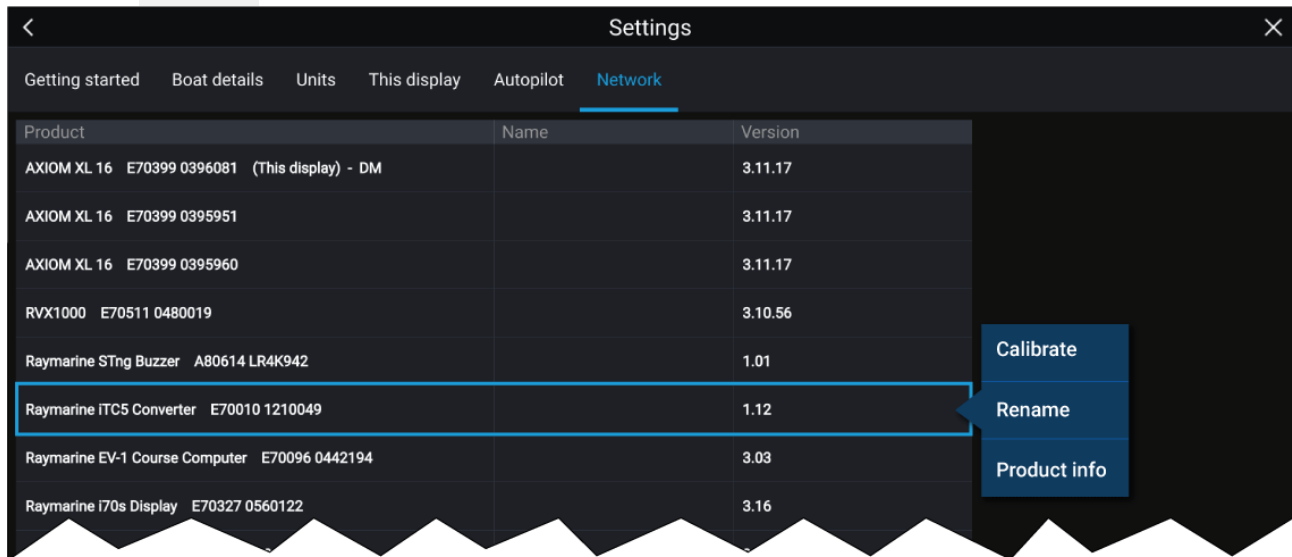 Settings
Getting started Boat details Units This display Autopilot Network
Product Name Version
AXIOM XL 16 E70399 0396081 (This display) - DM 3.11.17
AXIOM XL 16 E70399 0395951 3.11.17
AXIOM XL 16 E70399 0395960 3.11.17
RVX1000 E70511 0480019 3.10.56
Raymarine STng Buzzer A80614 LR4K942 1.01
Calibrate
Raymarine iTC5 Converter E70010 1210049 1.12
Rename
Raymarine EV-1 Course Computer E70096 0442194 3.03
Product info
Raymarine i70s Display E70327 0560122 3.16